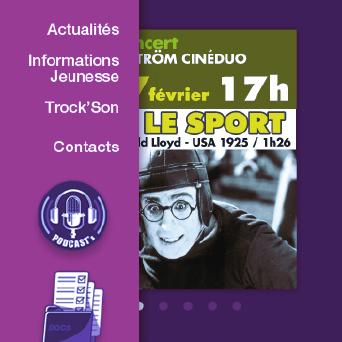 Actualités
Informations
Jeunesse
Trock'Son
Contacts
PODCAST's
DOCS
ncert
TRÖM CINÉDUO
7 février 17h
LE SPORT
ld Lloyd - USA 1925 / 1h26